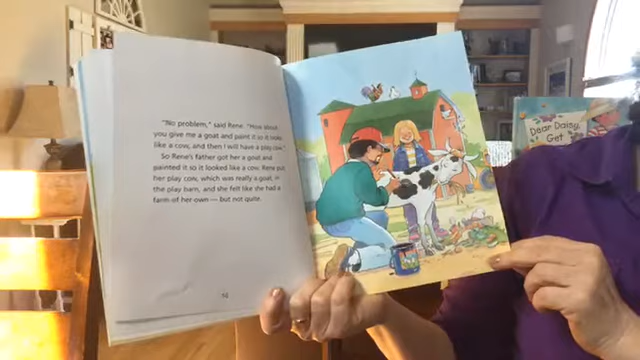 "No problem," said Rene. "How about
you give me a goat and paint it so it looks
like a cow, and then I will have a play cow."
So Rene's father got her a goat and
painted it so it looked like a cow. Rene put
her play cow, which was really a goat, in
the play barn, and she felt like she had a
farm of her own — but not quite.
12
Dear Daisy,
Get